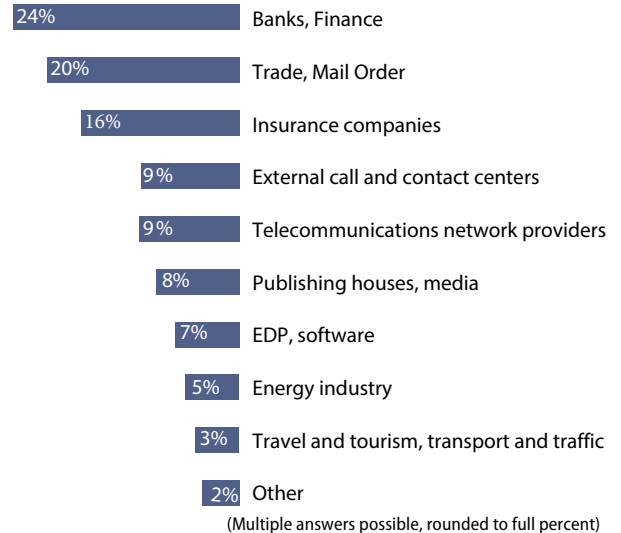 24% Banks, Finance
20% Trade, Mail Order
16% Insurance companies
9% External call and contact centers
9% Telecommunications network providers
8% Publishing houses, media
7% EDP, software
5% Energy industry
3% Travel and tourism, transport and traffic
2% Other
(Multiple answers possible, rounded to full percent)